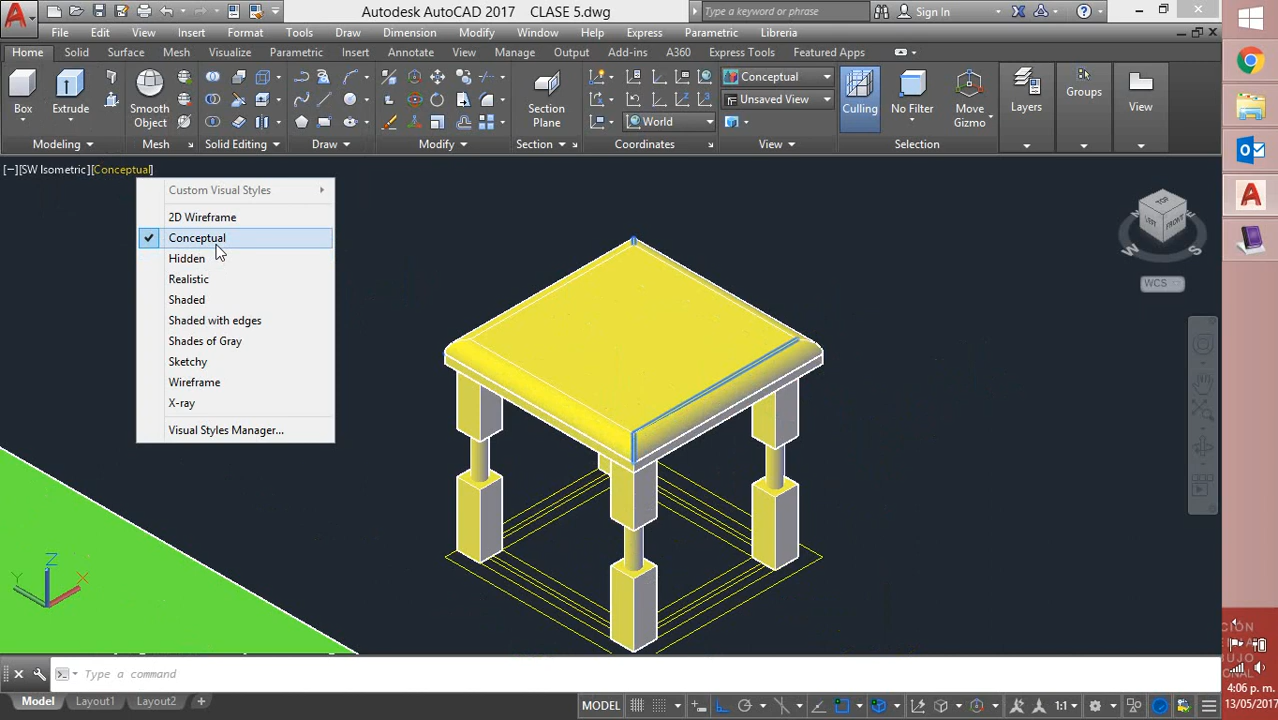 Autodesk AutoCAD 2017 CLASE 5.dwg
Type a keyword or phrase
Sign In
File Edit View Insert Format Tools Draw Dimension Modify Window Help Express Parametric Libreria
Home Solid Surface Mesh Visualize Parametric Insert Annotate View Manage Output Add-ins A360 Express Tools Featured Apps
Box Extrude Smooth Object Section Plane
World
Conceptual
Unsaved View
Culling No Filter Move Gizmo Layers Groups View
Modeling Mesh Solid Editing Draw Modify Section Coordinates View Selection
[−][SW Isometric][Conceptual]
Custom Visual Styles
2D Wireframe
Conceptual
Hidden
Realistic
Shaded
Shaded with edges
Shades of Gray
Sketchy
Wireframe
X-ray
Visual Styles Manager...
TOP
LEFT FRONT
W S
WCS
Z
Y X
Type a command
Model Layout1 Layout2 +
MODEL 1:1
4:06 p. m.
13/05/2017